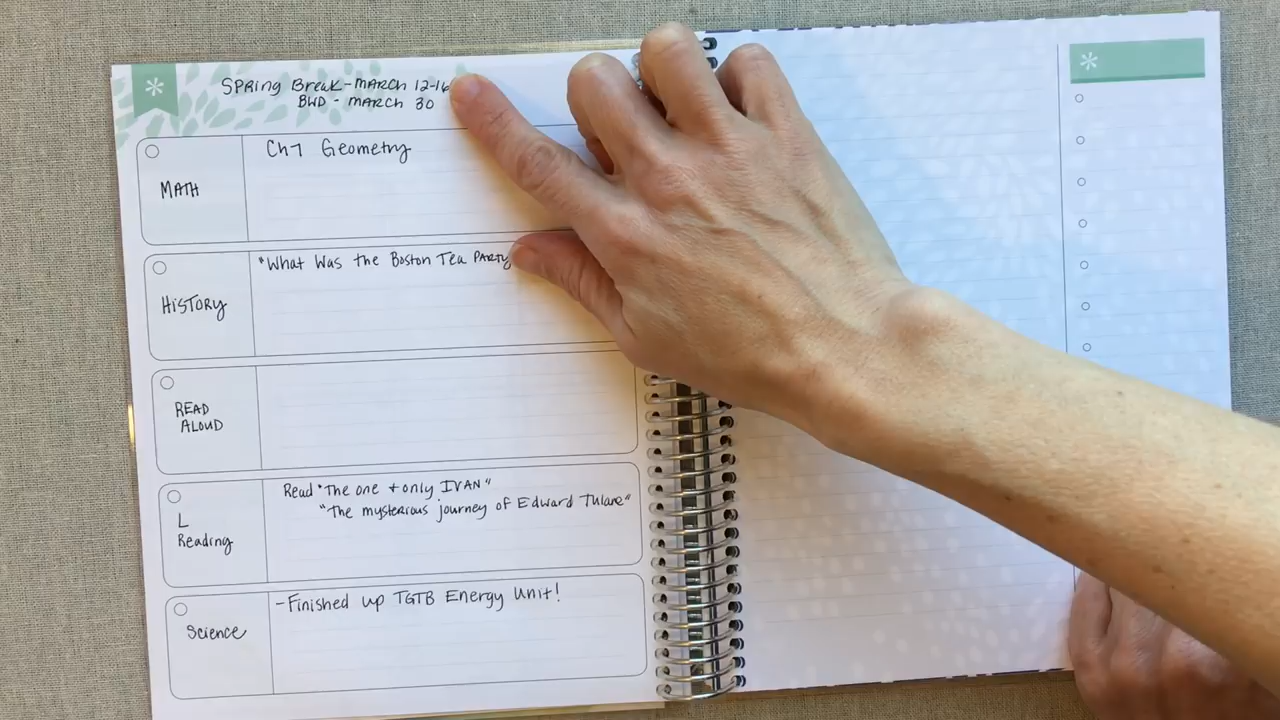 Spring Break - March 12-16
BWD - March 30
MATH
Ch 7 Geometry
History
"What Was the Boston Tea Party
READ
ALOUD
L
Reading
Read "The one + only IVAN"
"The mysterious journey of Edward Tulane"
Science
- Finished up TGTB Energy Unit!